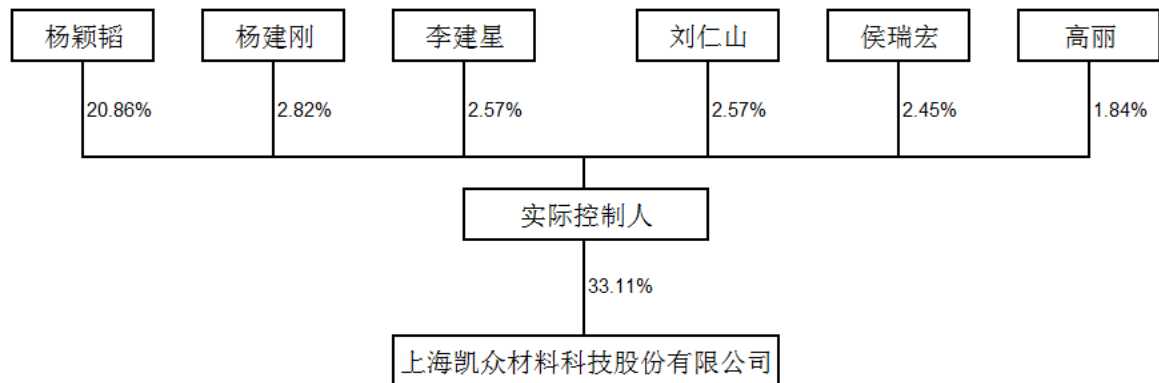 杨颖韬 杨建刚 李建星 刘仁山 侯瑞宏 高丽
20.86% 2.82% 2.57% 2.57% 2.45% 1.84%
实际控制人
33.11%
上海凯众材料科技股份有限公司